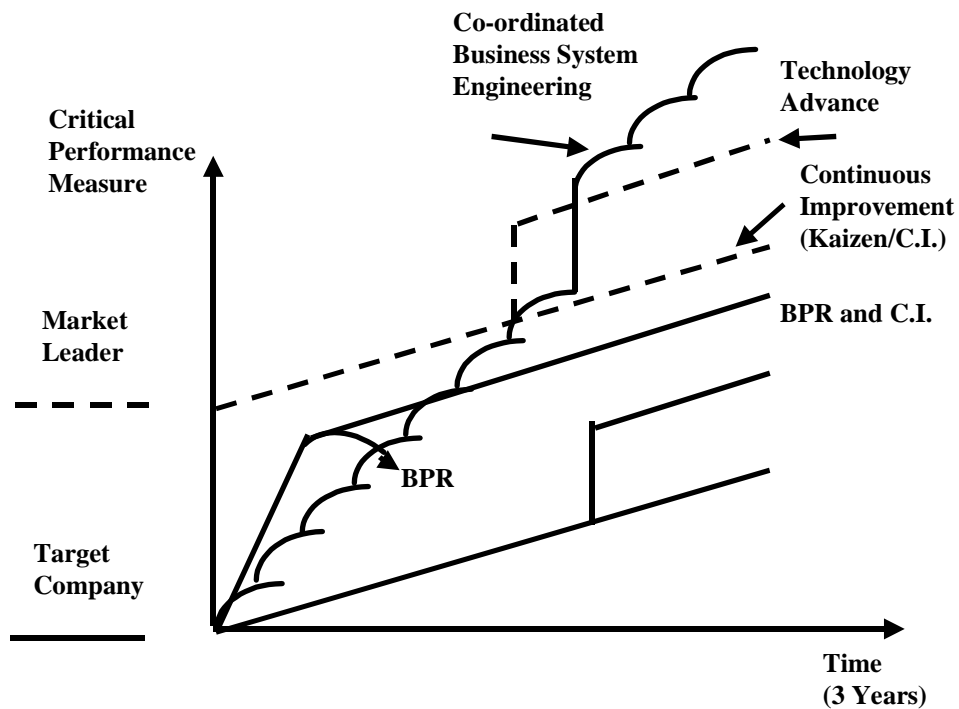 Co-ordinated
Business System
Engineering
Technology
Advance
Critical
Performance
Measure
Continuous
Improvement
(Kaizen/C.I.)
Market
Leader
BPR and C.I.
BPR
Target
Company
Time
(3 Years)